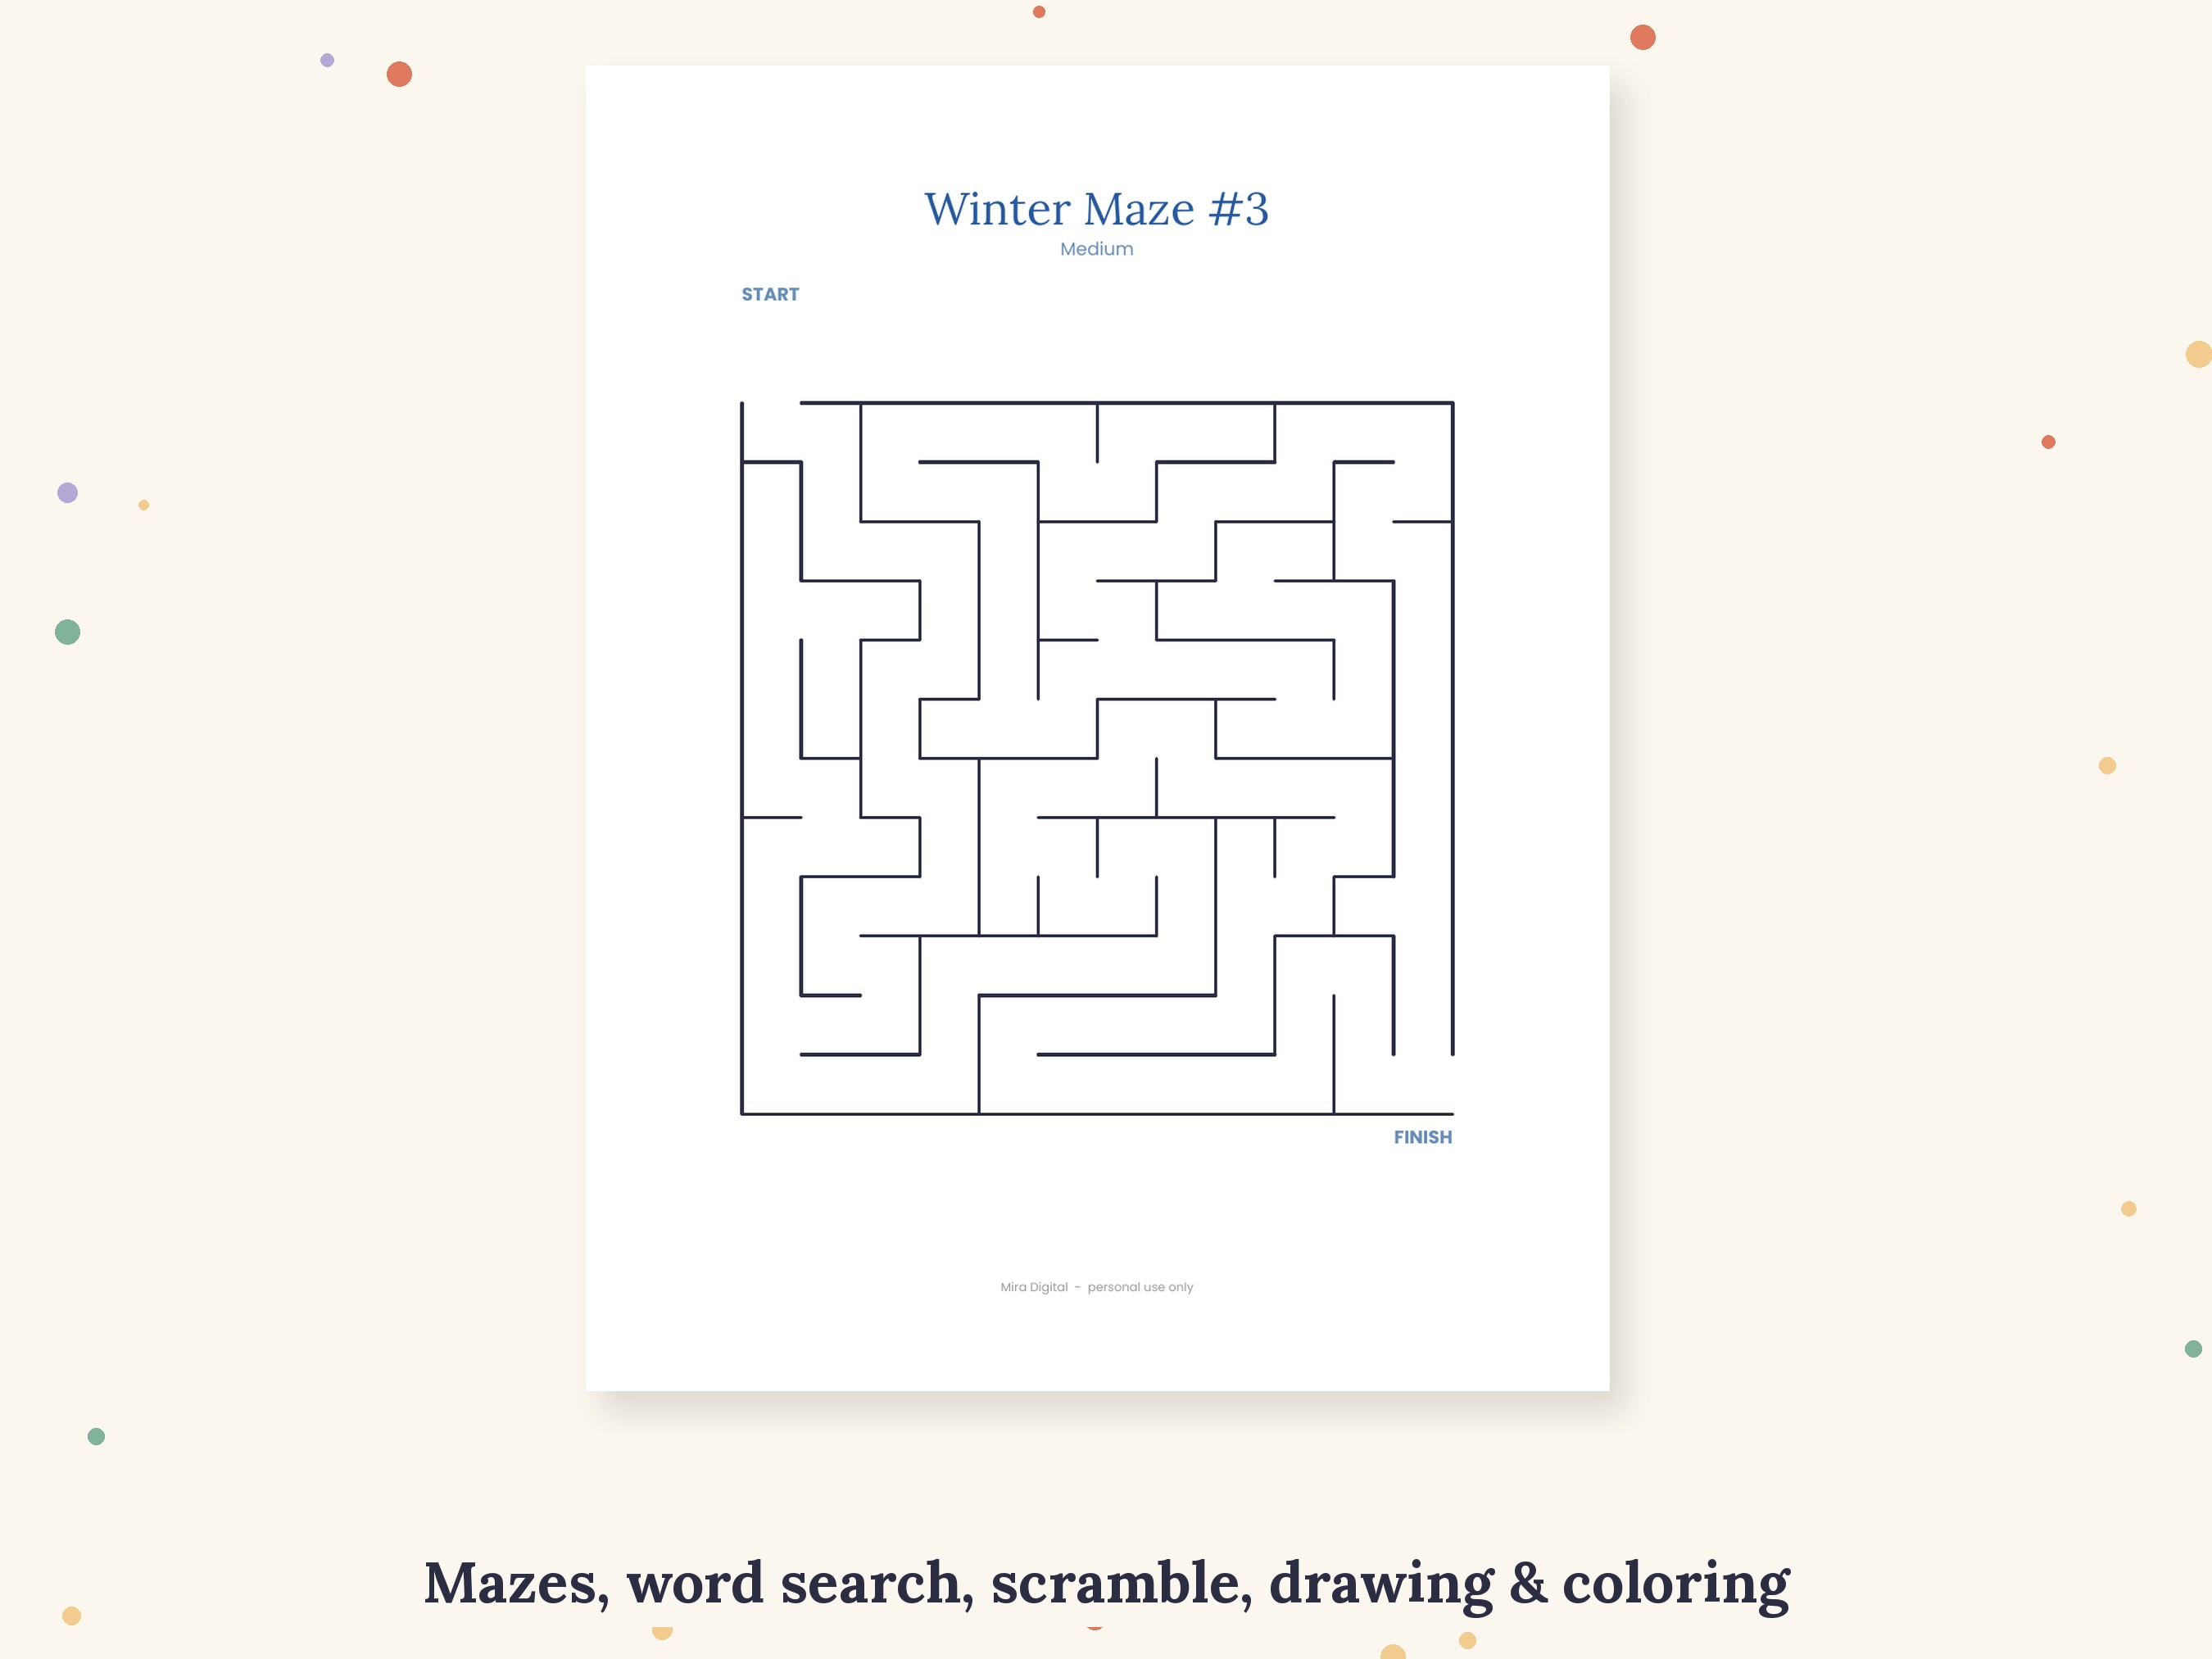 Winter Maze #3
Medium
START
FINISH
Mira Digital - personal use only
Mazes, word search, scramble, drawing & coloring